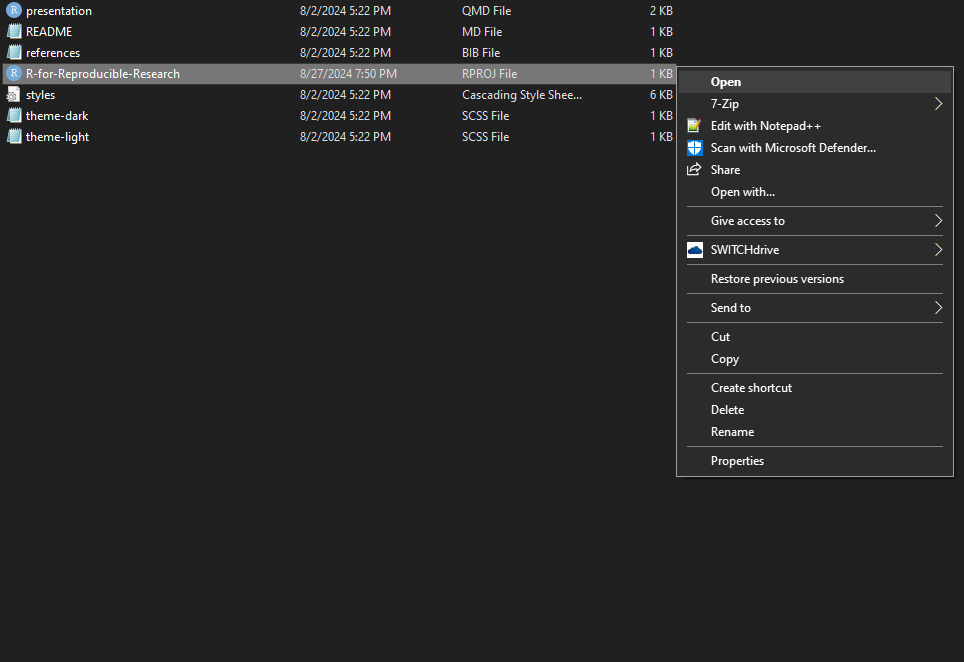 presentation 8/2/2024 5:22 PM QMD File 2 KB
README 8/2/2024 5:22 PM MD File 1 KB
references 8/2/2024 5:22 PM BIB File 1 KB
R-for-Reproducible-Research 8/27/2024 7:50 PM RPROJ File 1 KB
styles 8/2/2024 5:22 PM Cascading Style Shee... 6 KB
theme-dark 8/2/2024 5:22 PM SCSS File 1 KB
theme-light 8/2/2024 5:22 PM SCSS File 1 KB
Open
7-Zip
Edit with Notepad++
Scan with Microsoft Defender...
Share
Open with...
Give access to
SWITCHdrive
Restore previous versions
Send to
Cut
Copy
Create shortcut
Delete
Rename
Properties